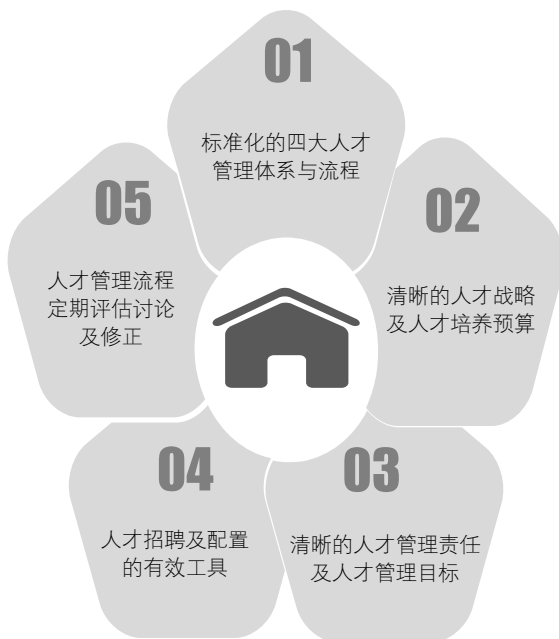 01
标准化的四大人才
管理体系与流程
02
清晰的人才战略
及人才培养预算
03
清晰的人才管理责任
及人才管理目标
04
人才招聘及配置
的有效工具
05
人才管理流程
定期评估讨论
及修正